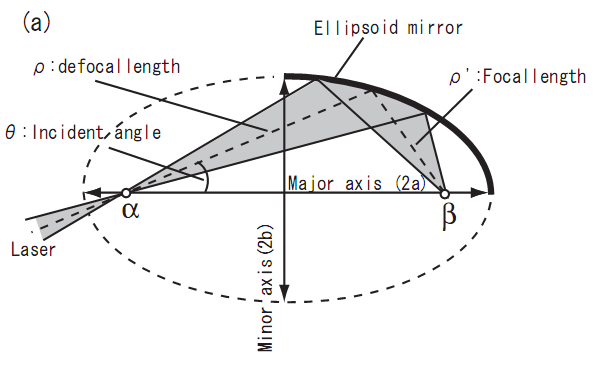 (a)
Ellipsoid mirror
ρ:defocallength
ρ':Focallength
θ:Incident angle
Major axis (2a)
α
β
Minor axis(2b)
Laser